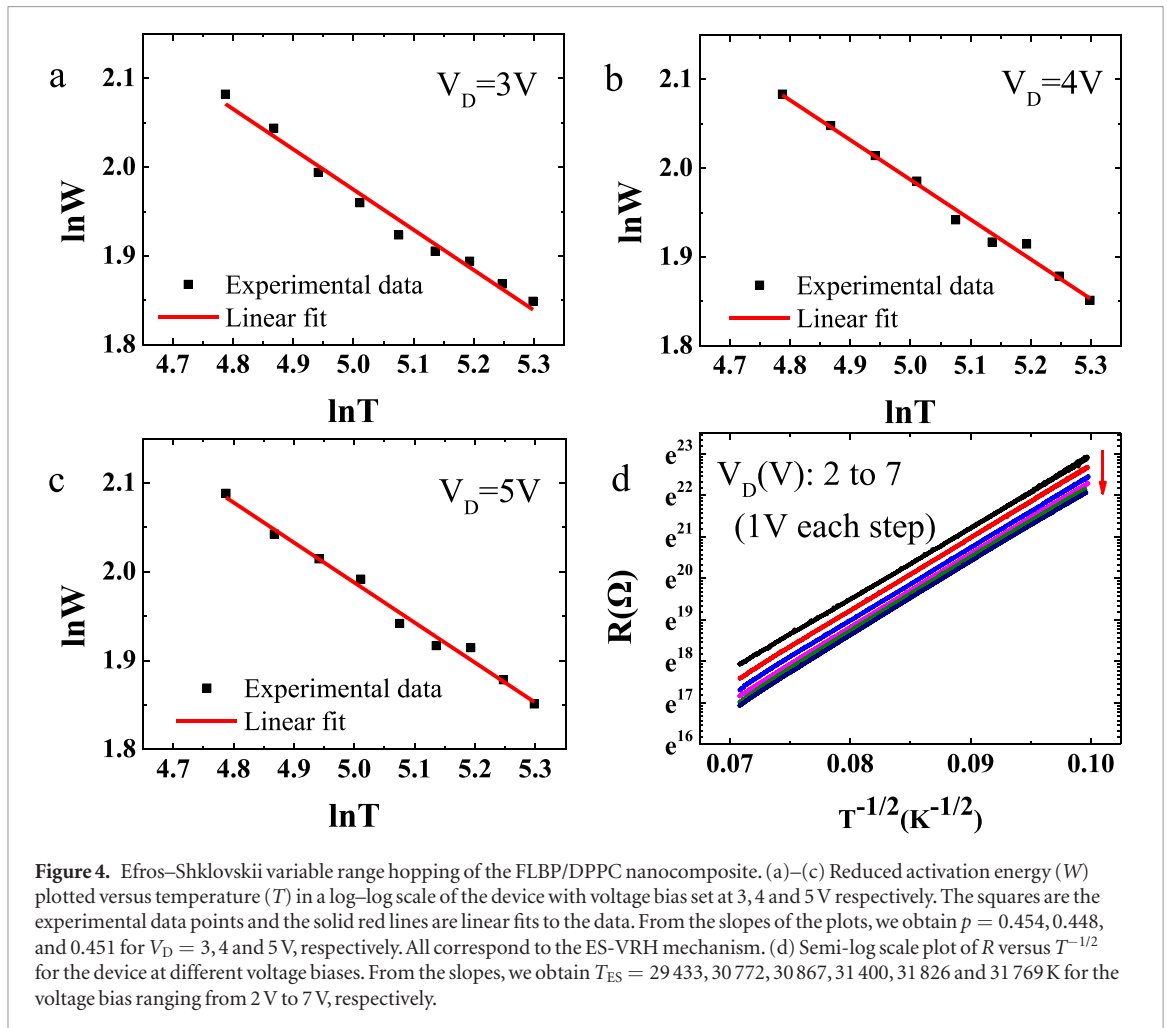 a
V_D=3V
2.1
2.0
1.9
1.8
lnW
Experimental data
Linear fit
4.7 4.8 4.9 5.0 5.1 5.2 5.3
lnT
b
V_D=4V
2.1
2.0
1.9
1.8
lnW
Experimental data
Linear fit
4.7 4.8 4.9 5.0 5.1 5.2 5.3
lnT
c
V_D=5V
2.1
2.0
1.9
1.8
lnW
Experimental data
Linear fit
4.7 4.8 4.9 5.0 5.1 5.2 5.3
lnT
d
V_D(V): 2 to 7
(1V each step)
e^23
e^22
e^21
e^20
e^19
e^18
e^17
e^16
R(Ω)
0.07 0.08 0.09 0.10
T^-1/2(K^-1/2)
Figure 4. Efros–Shklovskii variable range hopping of the FLBP/DPPC nanocomposite. (a)–(c) Reduced activation energy (W)
plotted versus temperature (T) in a log–log scale of the device with voltage bias set at 3, 4 and 5 V respectively. The squares are the
experimental data points and the solid red lines are linear fits to the data. From the slopes of the plots, we obtain p = 0.454, 0.448,
and 0.451 for V_D = 3, 4 and 5 V, respectively. All correspond to the ES-VRH mechanism. (d) Semi-log scale plot of R versus T^−1/2
for the device at different voltage biases. From the slopes, we obtain T_ES = 29 433, 30 772, 30 867, 31 400, 31 826 and 31 769 K for the
voltage bias ranging from 2 V to 7 V, respectively.